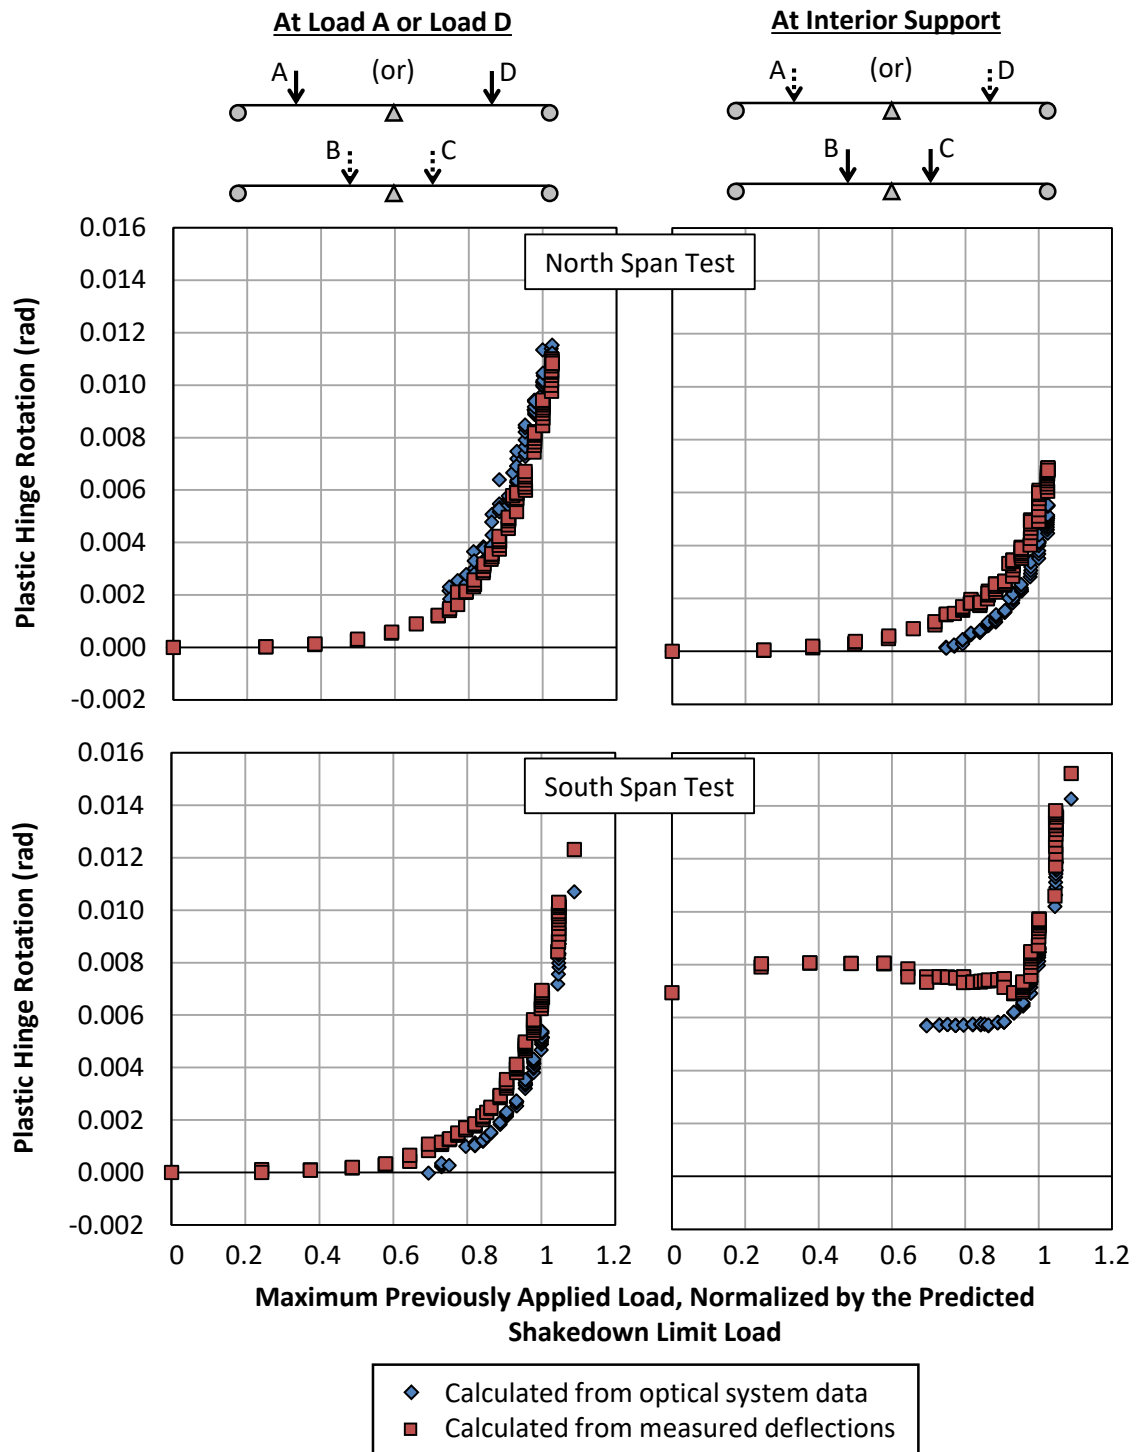 At Load A or Load D
At Interior Support
A (or) D
A (or) D
B C
B C
0.016
0.014
0.012
0.010
0.008
0.006
0.004
0.002
0.000
-0.002
Plastic Hinge Rotation (rad)
North Span Test
0.016
0.014
0.012
0.010
0.008
0.006
0.004
0.002
0.000
-0.002
Plastic Hinge Rotation (rad)
South Span Test
0 0.2 0.4 0.6 0.8 1 1.2
0 0.2 0.4 0.6 0.8 1 1.2
Maximum Previously Applied Load, Normalized by the Predicted
Shakedown Limit Load
Calculated from optical system data
Calculated from measured deflections